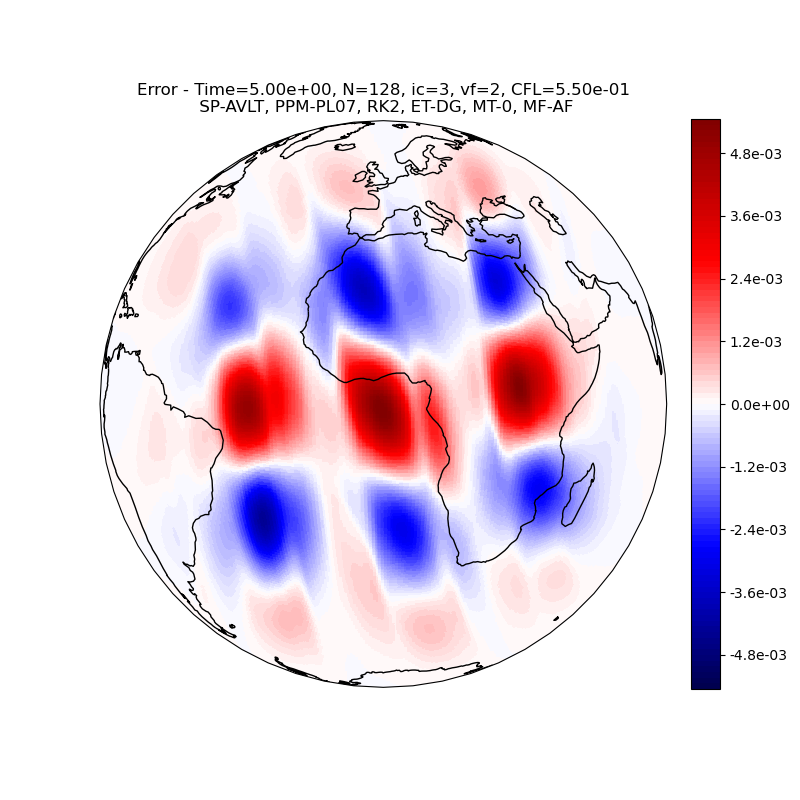 Error - Time=5.00e+00, N=128, ic=3, vf=2, CFL=5.50e-01
SP-AVLT, PPM-PL07, RK2, ET-DG, MT-0, MF-AF
4.8e-03
3.6e-03
2.4e-03
1.2e-03
0.0e+00
-1.2e-03
-2.4e-03
-3.6e-03
-4.8e-03